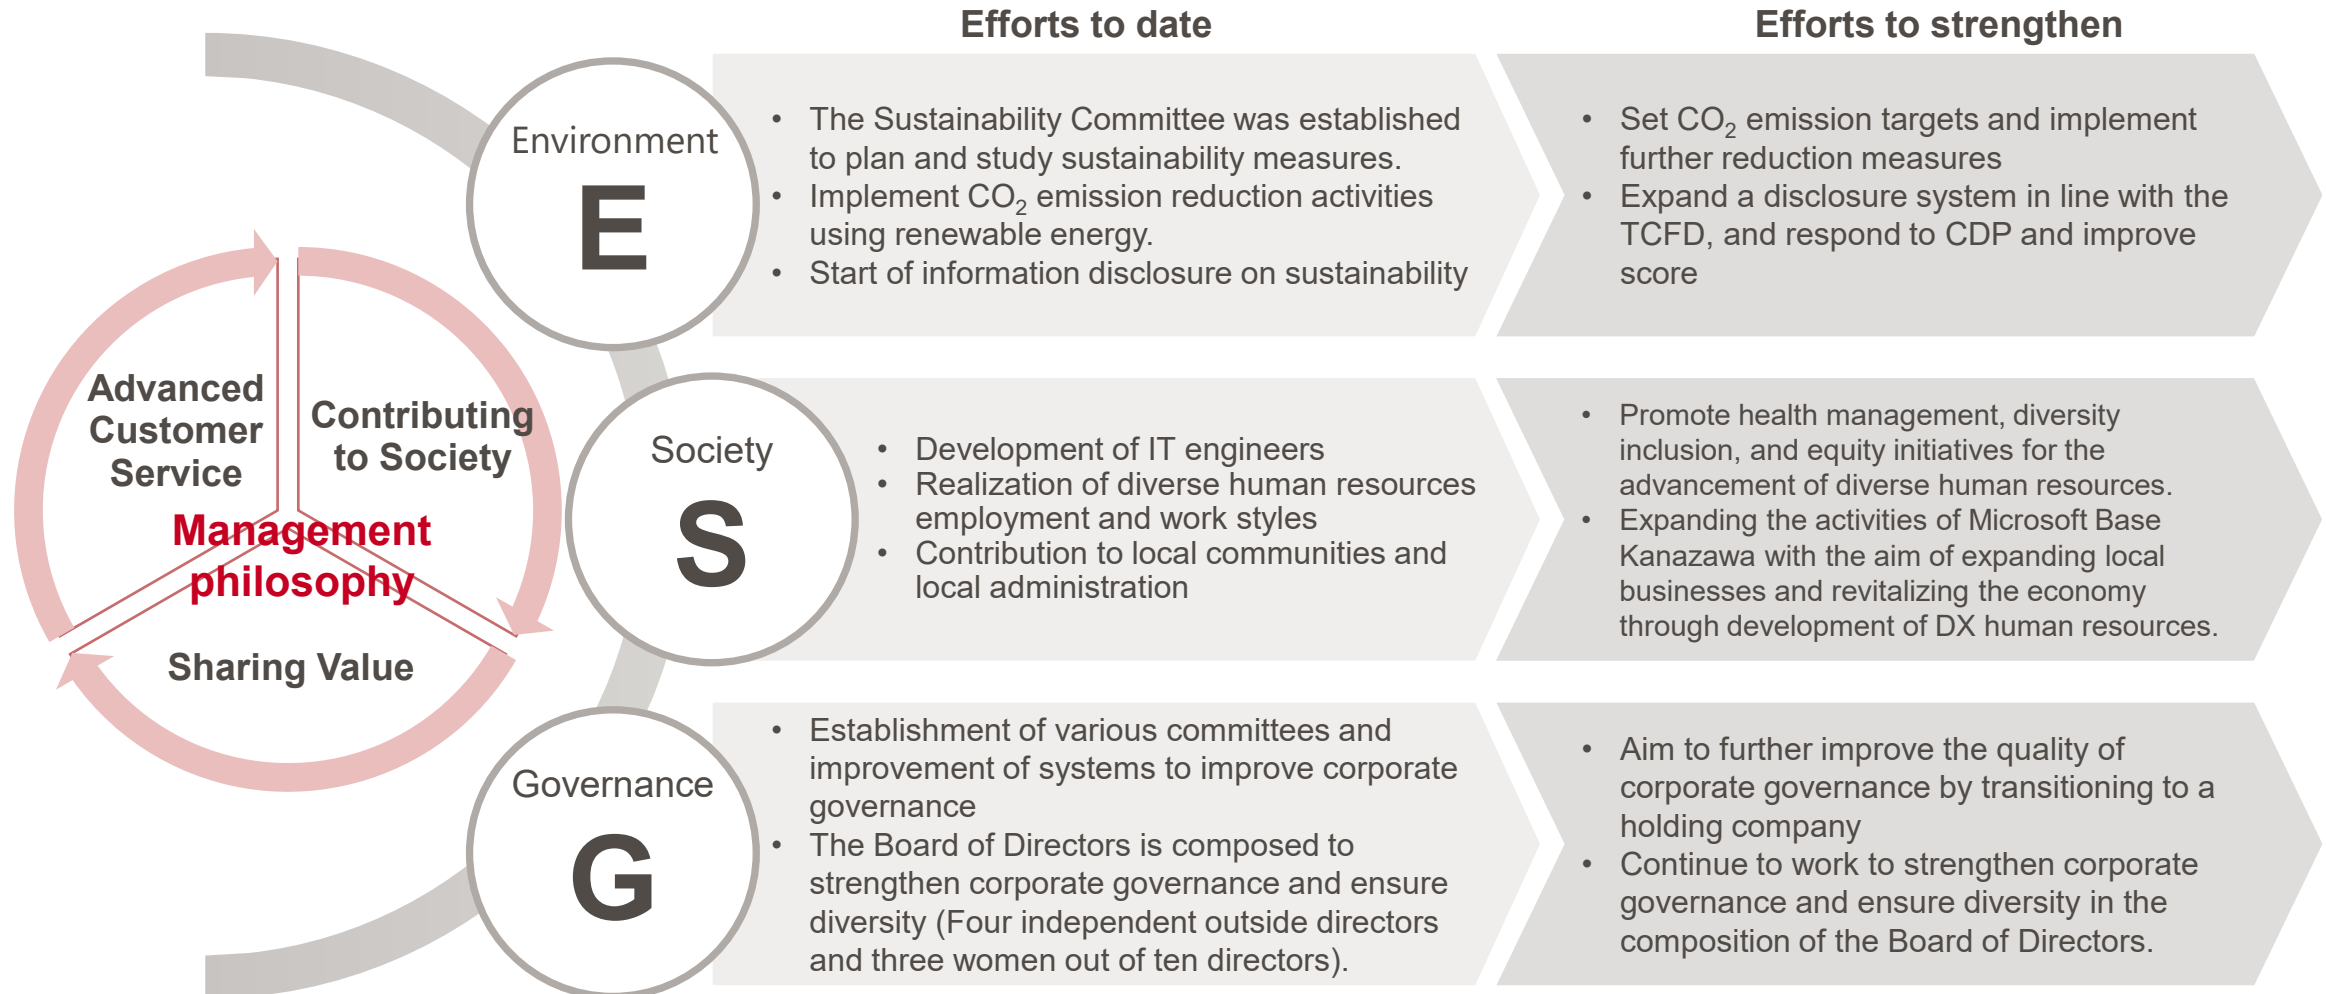 Efforts to date
Efforts to strengthen
Advanced
Customer
Service
Contributing
to Society
Management
philosophy
Sharing Value
Environment
E
• The Sustainability Committee was established
to plan and study sustainability measures.
• Implement CO₂ emission reduction activities
using renewable energy.
• Start of information disclosure on sustainability
• Set CO₂ emission targets and implement
further reduction measures
• Expand a disclosure system in line with the
TCFD, and respond to CDP and improve
score
Society
S
• Development of IT engineers
• Realization of diverse human resources
employment and work styles
• Contribution to local communities and
local administration
• Promote health management, diversity
inclusion, and equity initiatives for the
advancement of diverse human resources.
• Expanding the activities of Microsoft Base
Kanazawa with the aim of expanding local
businesses and revitalizing the economy
through development of DX human resources.
Governance
G
• Establishment of various committees and
improvement of systems to improve corporate
governance
• The Board of Directors is composed to
strengthen corporate governance and ensure
diversity (Four independent outside directors
and three women out of ten directors).
• Aim to further improve the quality of
corporate governance by transitioning to a
holding company
• Continue to work to strengthen corporate
governance and ensure diversity in the
composition of the Board of Directors.